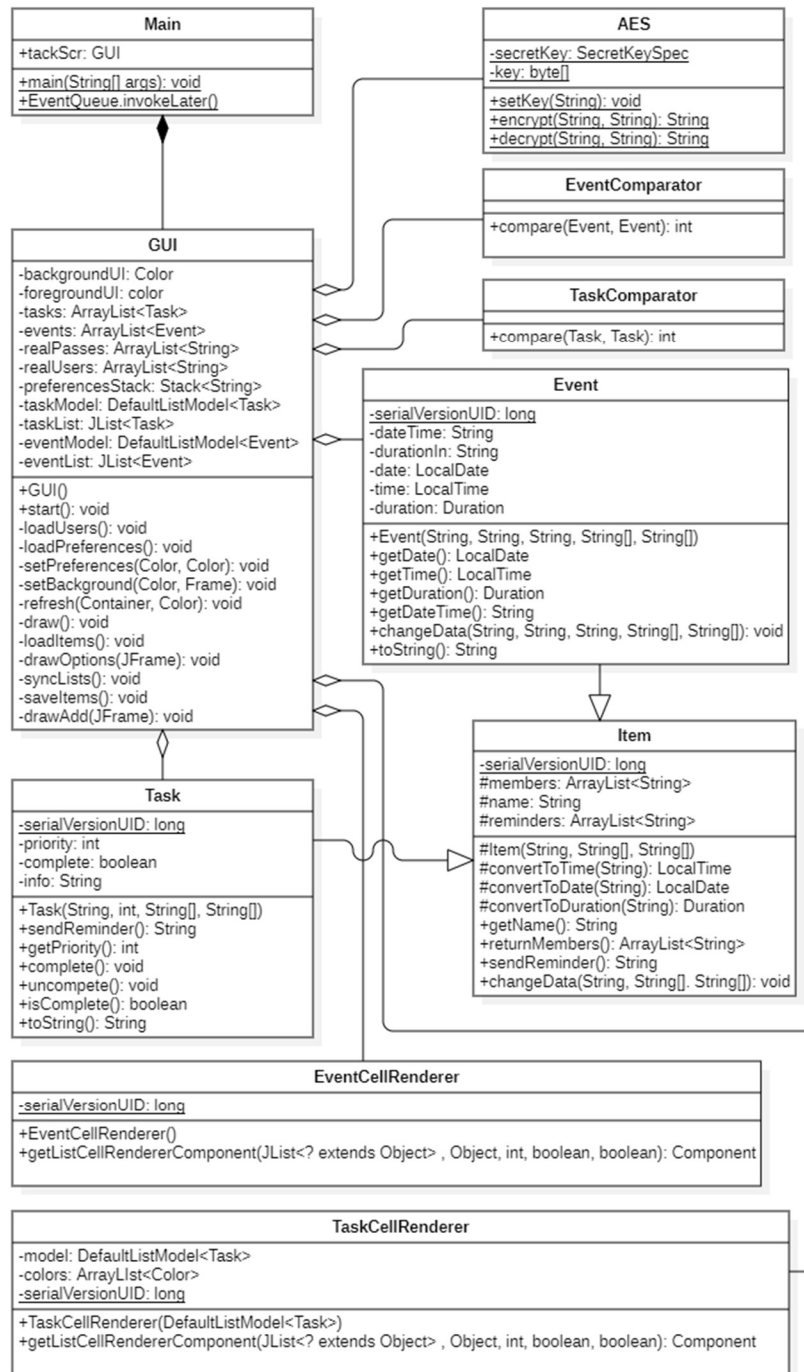 Main
+tackScr: GUI
+main(String[] args): void
+EventQueue.invokeLater()
AES
-secretKey: SecretKeySpec
-key: byte[]
+setKey(String): void
+encrypt(String, String): String
+decrypt(String, String): String
EventComparator
+compare(Event, Event): int
TaskComparator
+compare(Task, Task): int
GUI
-backgroundUI: Color
-foregroundUI: color
-tasks: ArrayList<Task>
-events: ArrayList<Event>
-realPasses: ArrayList<String>
-realUsers: ArrayList<String>
-preferencesStack: Stack<String>
-taskModel: DefaultListModel<Task>
-taskList: JList<Task>
-eventModel: DefaultListModel<Event>
-eventList: JList<Event>
+GUI()
+start(): void
-loadUsers(): void
-loadPreferences(): void
-setPreferences(Color, Color): void
-setBackground(Color, Frame): void
-refresh(Container, Color): void
-draw(): void
-loadItems(): void
-drawOptions(JFrame): void
-syncLists(): void
-saveItems(): void
-drawAdd(JFrame): void
Event
-serialVersionUID: long
-dateTime: String
-durationIn: String
-date: LocalDate
-time: LocalTime
-duration: Duration
+Event(String, String, String, String[], String[])
+getDate(): LocalDate
+getTime(): LocalTime
+getDuration(): Duration
+getDateTime(): String
+changeData(String, String, String, String[], String[]): void
+toString(): String
Item
-serialVersionUID: long
#members: ArrayList<String>
#name: String
#reminders: ArrayList<String>
#Item(String, String[], String[])
#convertToTime(String): LocalTime
#convertToDate(String): LocalDate
#convertToDuration(String): Duration
+getName(): String
+returnMembers(): ArrayList<String>
+sendReminder(): String
+changeData(String, String[]. String[]): void
Task
-serialVersionUID: long
-priority: int
-complete: boolean
-info: String
+Task(String, int, String[], String[])
+sendReminder(): String
+getPriority(): int
+complete(): void
+uncompete(): void
+isComplete(): boolean
+toString(): String
EventCellRenderer
-serialVersionUID: long
+EventCellRenderer()
+getListCellRendererComponent(JList<? extends Object> , Object, int, boolean, boolean): Component
TaskCellRenderer
-model: DefaultListModel<Task>
-colors: ArrayLIst<Color>
-serialVersionUID: long
+TaskCellRenderer(DefaultListModel<Task>)
+getListCellRendererComponent(JList<? extends Object> , Object, int, boolean, boolean): Component